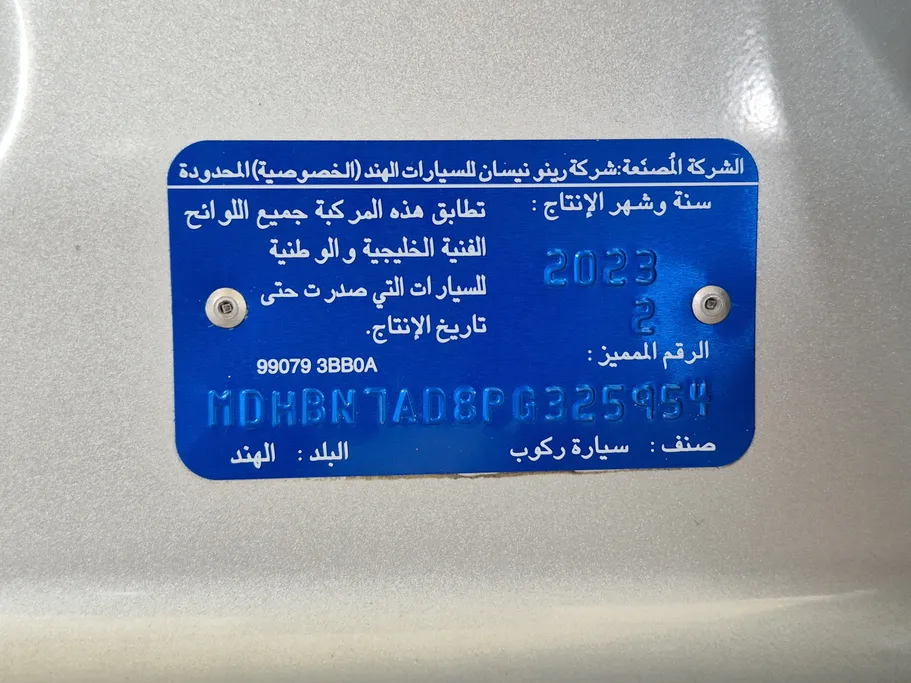 الشركة المُصنّعة:شركة رينو نيسان للسيارات الهند (الخصوصية) المحدودة
سنة وشهر الإنتاج :
2023
2
تطابق هذه المركبة جميع اللوائح
الفنية الخليجية والوطنية
للسيارات التي صدرت حتى
تاريخ الإنتاج.
الرقم المميز :
99079 3BB0A
MDHBN7AD8PG325954
صنف : سيارة ركوب
البلد : الهند